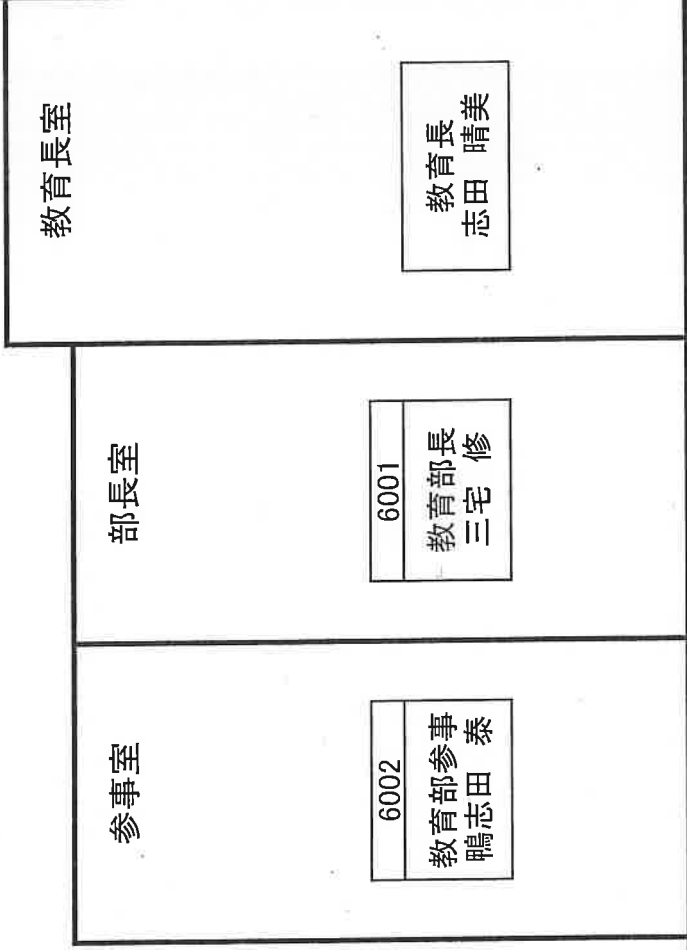 教育長室
教育長
志田 晴美
部長室
6001
教育部長
三宅 修
参事室
6002
教育部参事
鴨志田 泰